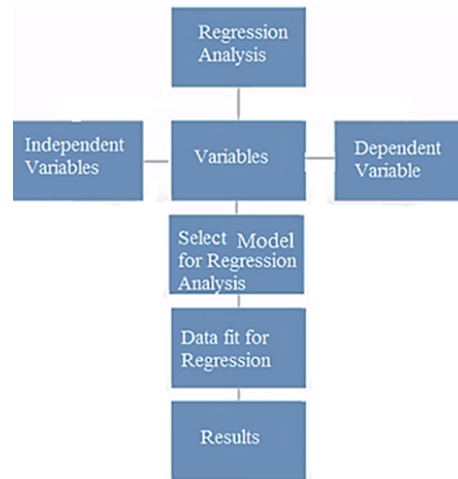 Regression
Analysis
Independent
Variables
Variables
Dependent
Variable
Select Model
for Regression
Analysis
Data fit for
Regression
Results